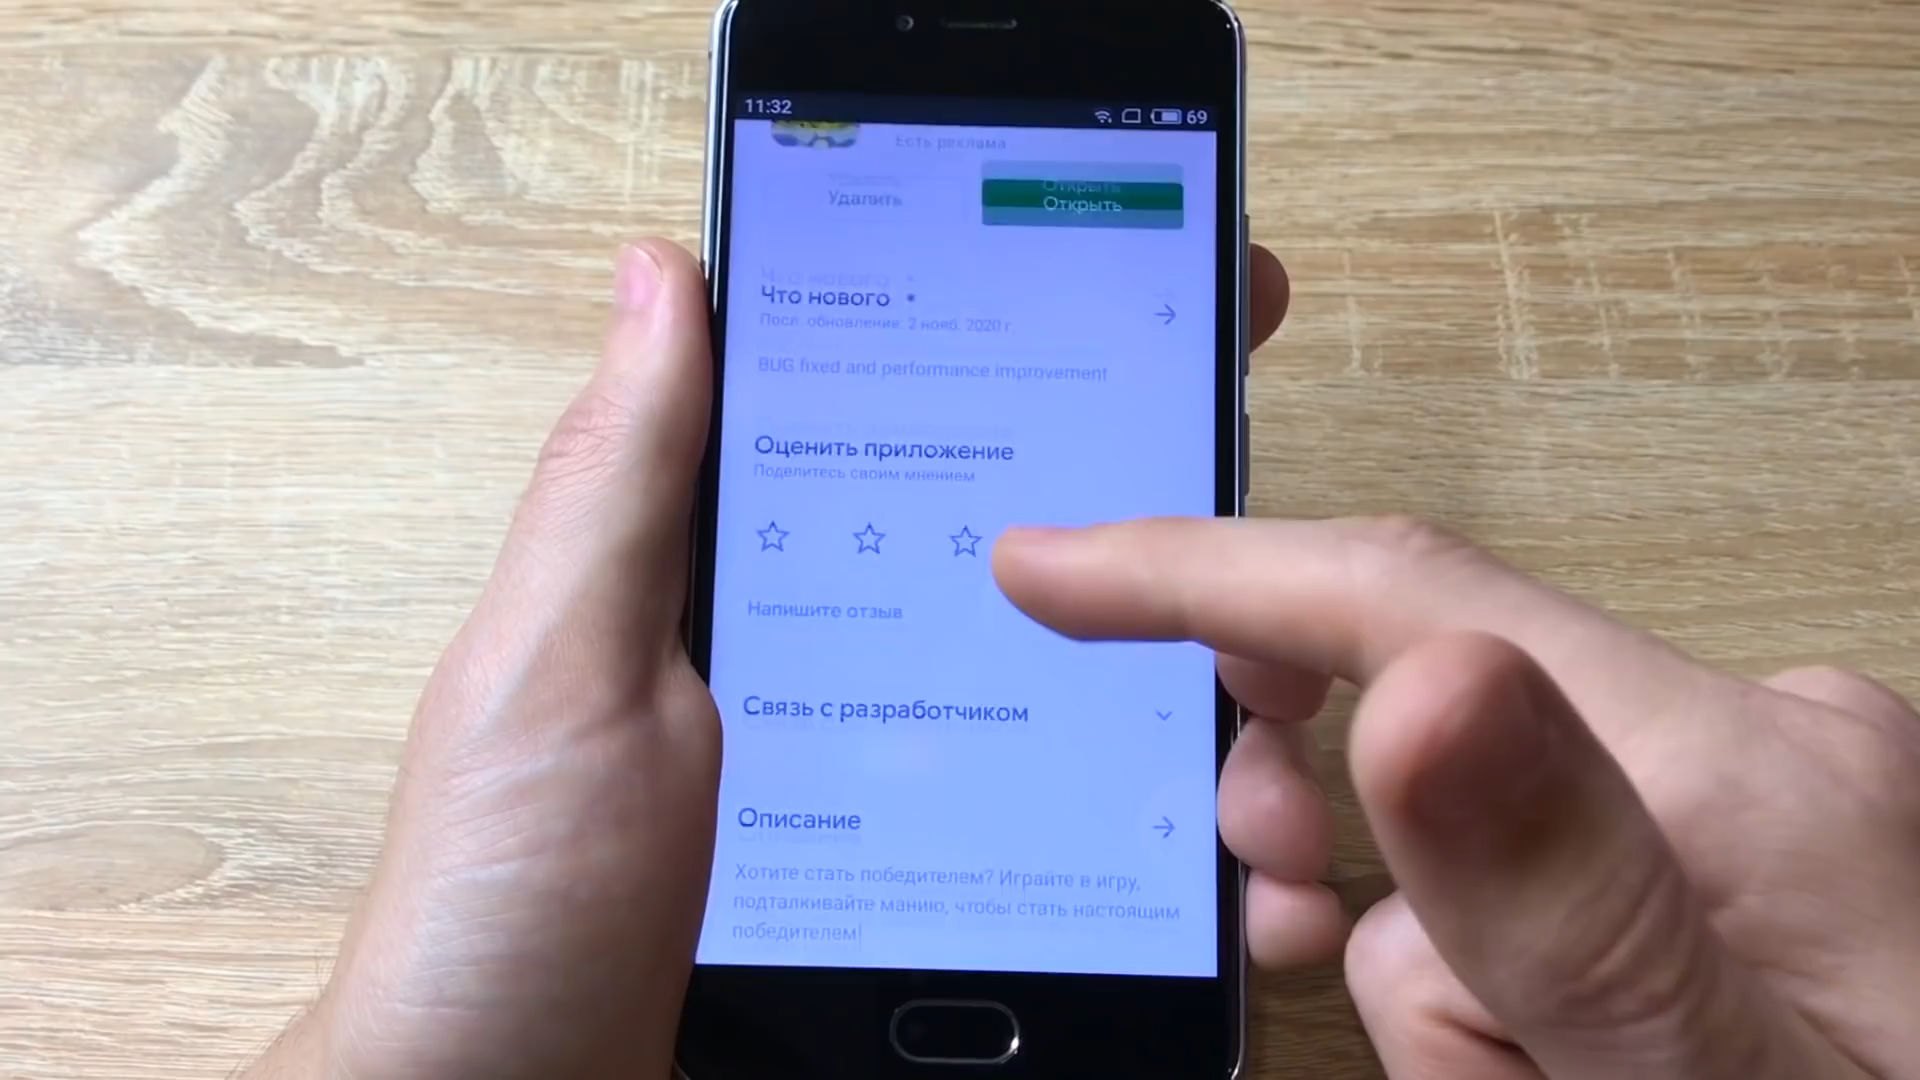 11:32
69
Есть реклама
Удалить
Открыть
Что нового
Посл. обновление: 2 нояб. 2020 г.
BUG fixed and performance improvement
Оценить приложение
Поделитесь своим мнением
Напишите отзыв
Связь с разработчиком
Описание
Хотите стать победителем? Играйте в игру,
подталкивайте манию, чтобы стать настоящим
победителем